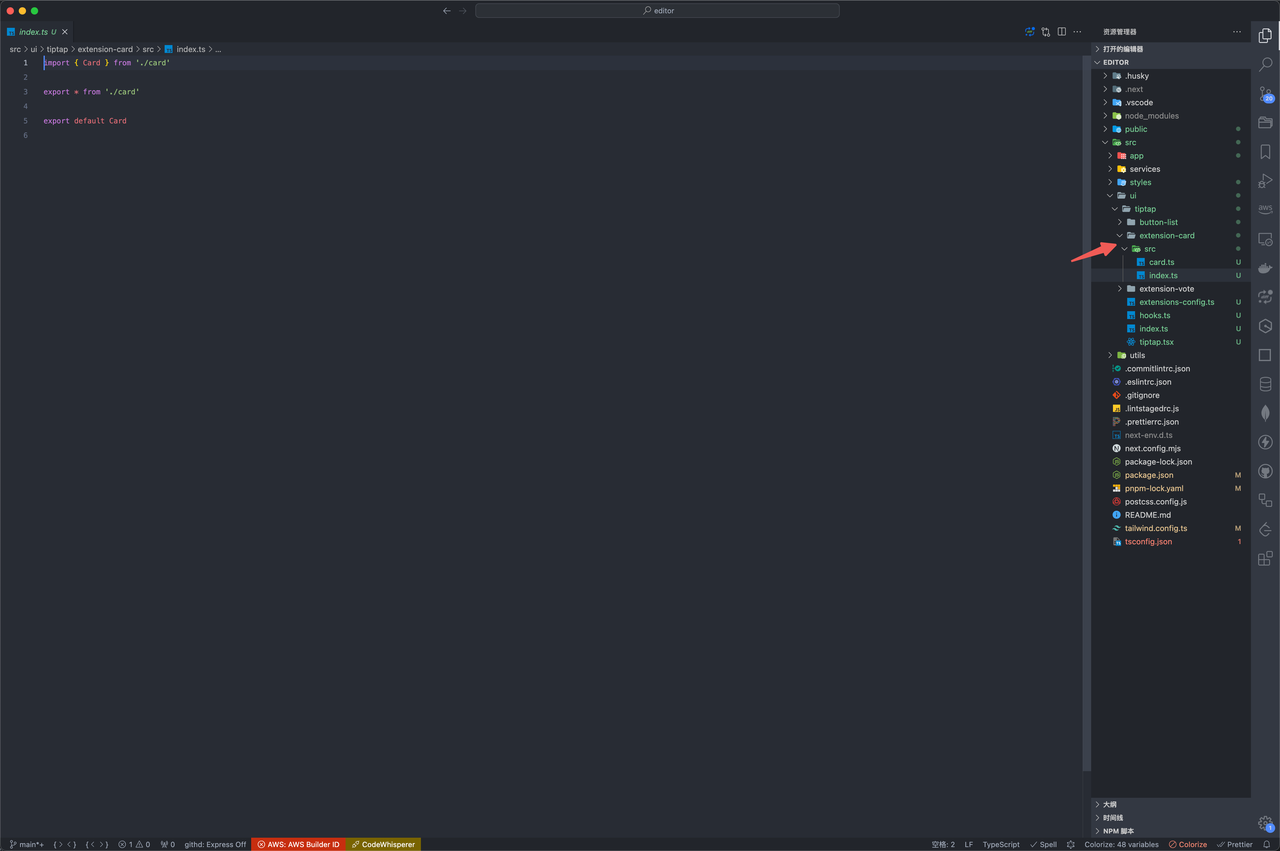 editor
index.ts U
src › ui › tiptap › extension-card › src › index.ts › ...
1 import { Card } from './card'
2
3 export * from './card'
4
5 export default Card
6
资源管理器
打开的编辑器
EDITOR
.husky
.next
.vscode
node_modules
public
src
app
services
styles
ui
tiptap
button-list
extension-card
src
card.ts U
index.ts U
extension-vote
extensions-config.ts U
hooks.ts U
index.ts U
tiptap.tsx U
utils
.commitlintrc.json
.eslintrc.json
.gitignore
.lintstagedrc.js
.prettierrc.json
next-env.d.ts
next.config.mjs
package-lock.json
package.json M
pnpm-lock.yaml M
postcss.config.js
README.md
tailwind.config.ts M
tsconfig.json 1
大纲
时间线
NPM 脚本
20
aws
1
main*+ 1 0 0 githd: Express Off AWS: AWS Builder ID CodeWhisperer 空格: 2 LF TypeScript Spell Colorize: 48 variables Colorize Prettier